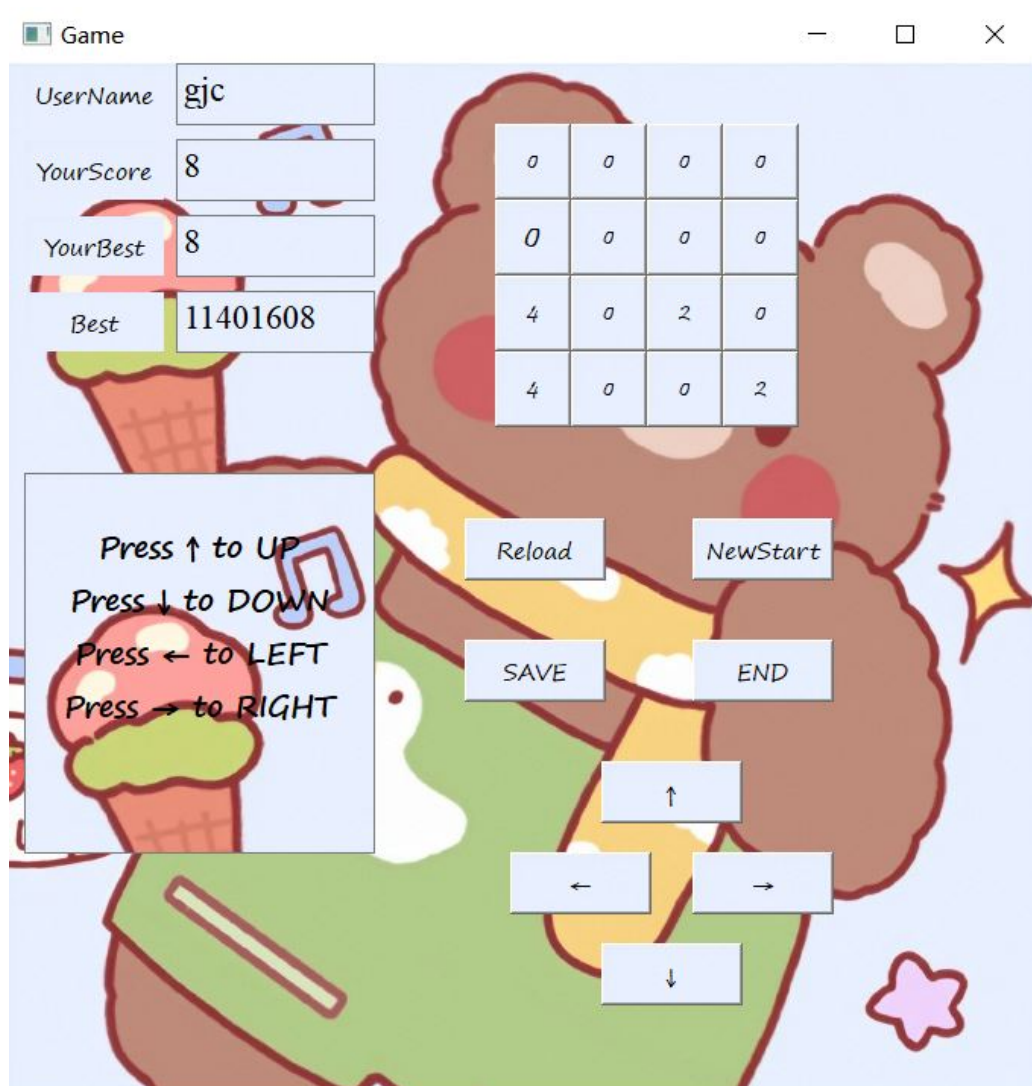 Game
UserName gjc
YourScore 8
YourBest 8
Best 11401608
0 0 0 0
0 0 0 0
4 0 2 0
4 0 0 2
Press ↑ to UP
Press ↓ to DOWN
Press ← to LEFT
Press → to RIGHT
Reload NewStart
SAVE END
↑
← →
↓